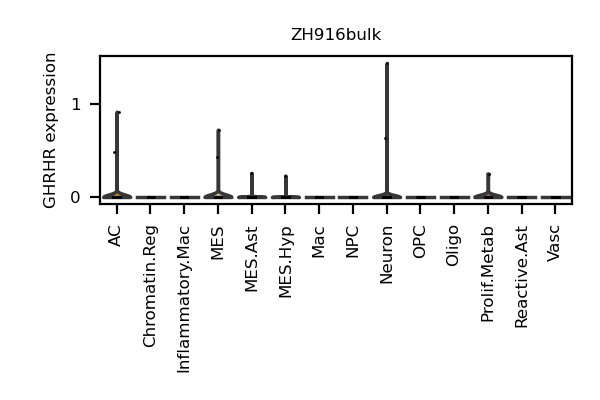 ZH916bulk
GHRHR expression
1
0
AC
Chromatin.Reg
Inflammatory.Mac
MES
MES.Ast
MES.Hyp
Mac
NPC
Neuron
OPC
Oligo
Prolif.Metab
Reactive.Ast
Vasc